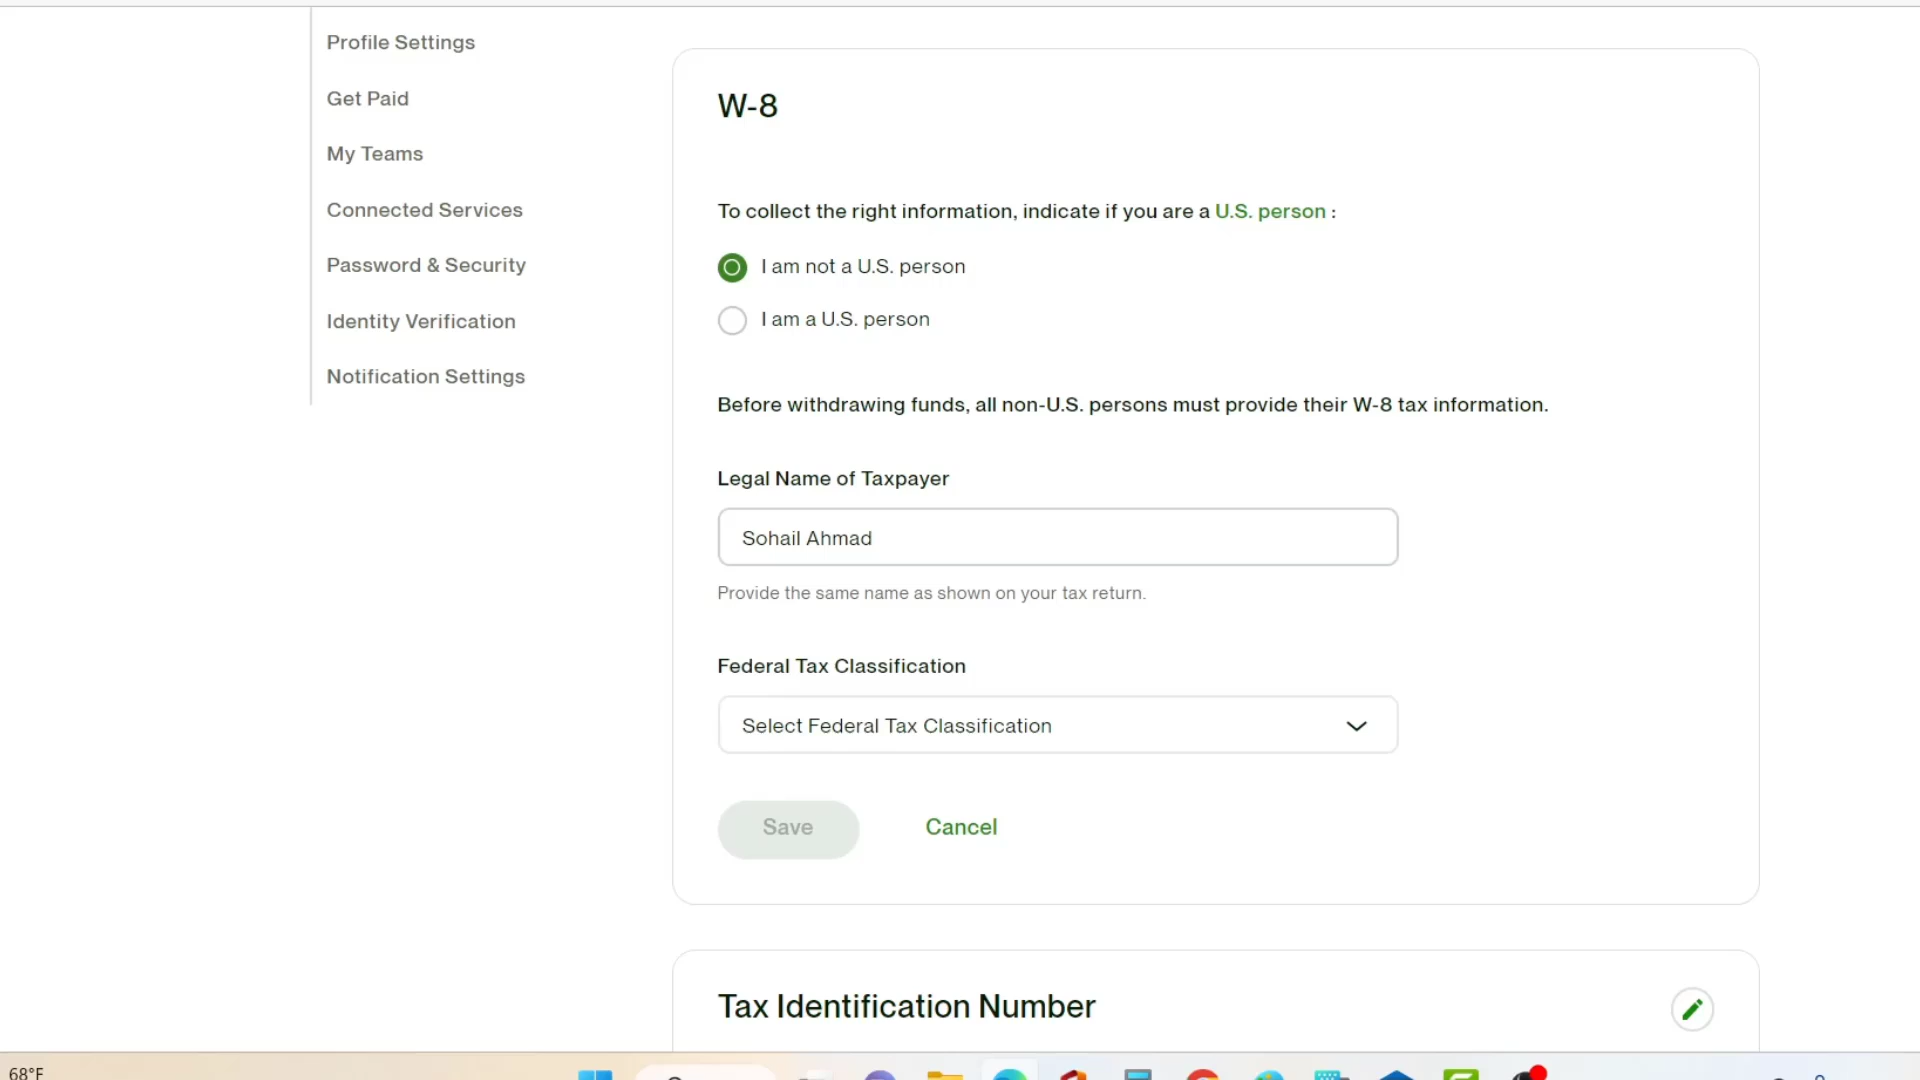 Profile Settings
Get Paid
My Teams
Connected Services
Password & Security
Identity Verification
Notification Settings
W-8
To collect the right information, indicate if you are a U.S. person :
I am not a U.S. person
I am a U.S. person
Before withdrawing funds, all non-U.S. persons must provide their W-8 tax information.
Legal Name of Taxpayer
Sohail Ahmad
Provide the same name as shown on your tax return.
Federal Tax Classification
Select Federal Tax Classification
Save
Cancel
Tax Identification Number
68°F